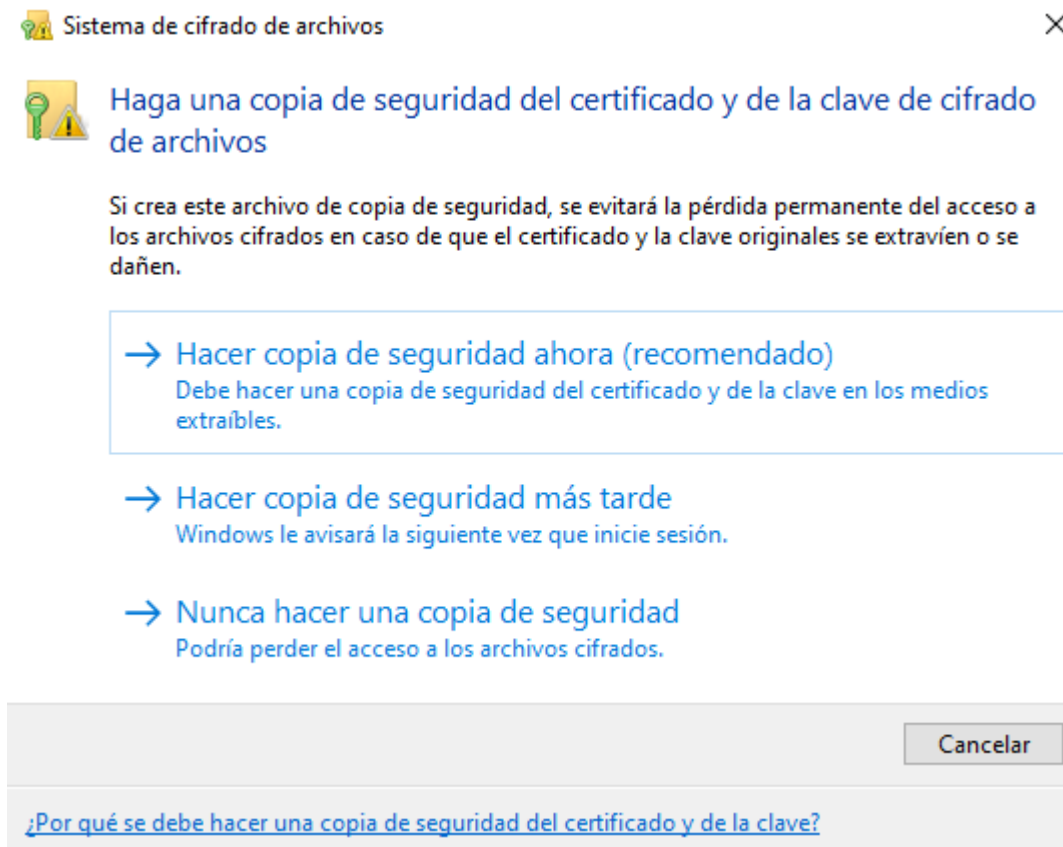 Sistema de cifrado de archivos
Haga una copia de seguridad del certificado y de la clave de cifrado
de archivos
Si crea este archivo de copia de seguridad, se evitará la pérdida permanente del acceso a
los archivos cifrados en caso de que el certificado y la clave originales se extravíen o se
dañen.
Hacer copia de seguridad ahora (recomendado)
Debe hacer una copia de seguridad del certificado y de la clave en los medios
extraíbles.
Hacer copia de seguridad más tarde
Windows le avisará la siguiente vez que inicie sesión.
Nunca hacer una copia de seguridad
Podría perder el acceso a los archivos cifrados.
Cancelar
¿Por qué se debe hacer una copia de seguridad del certificado y de la clave?